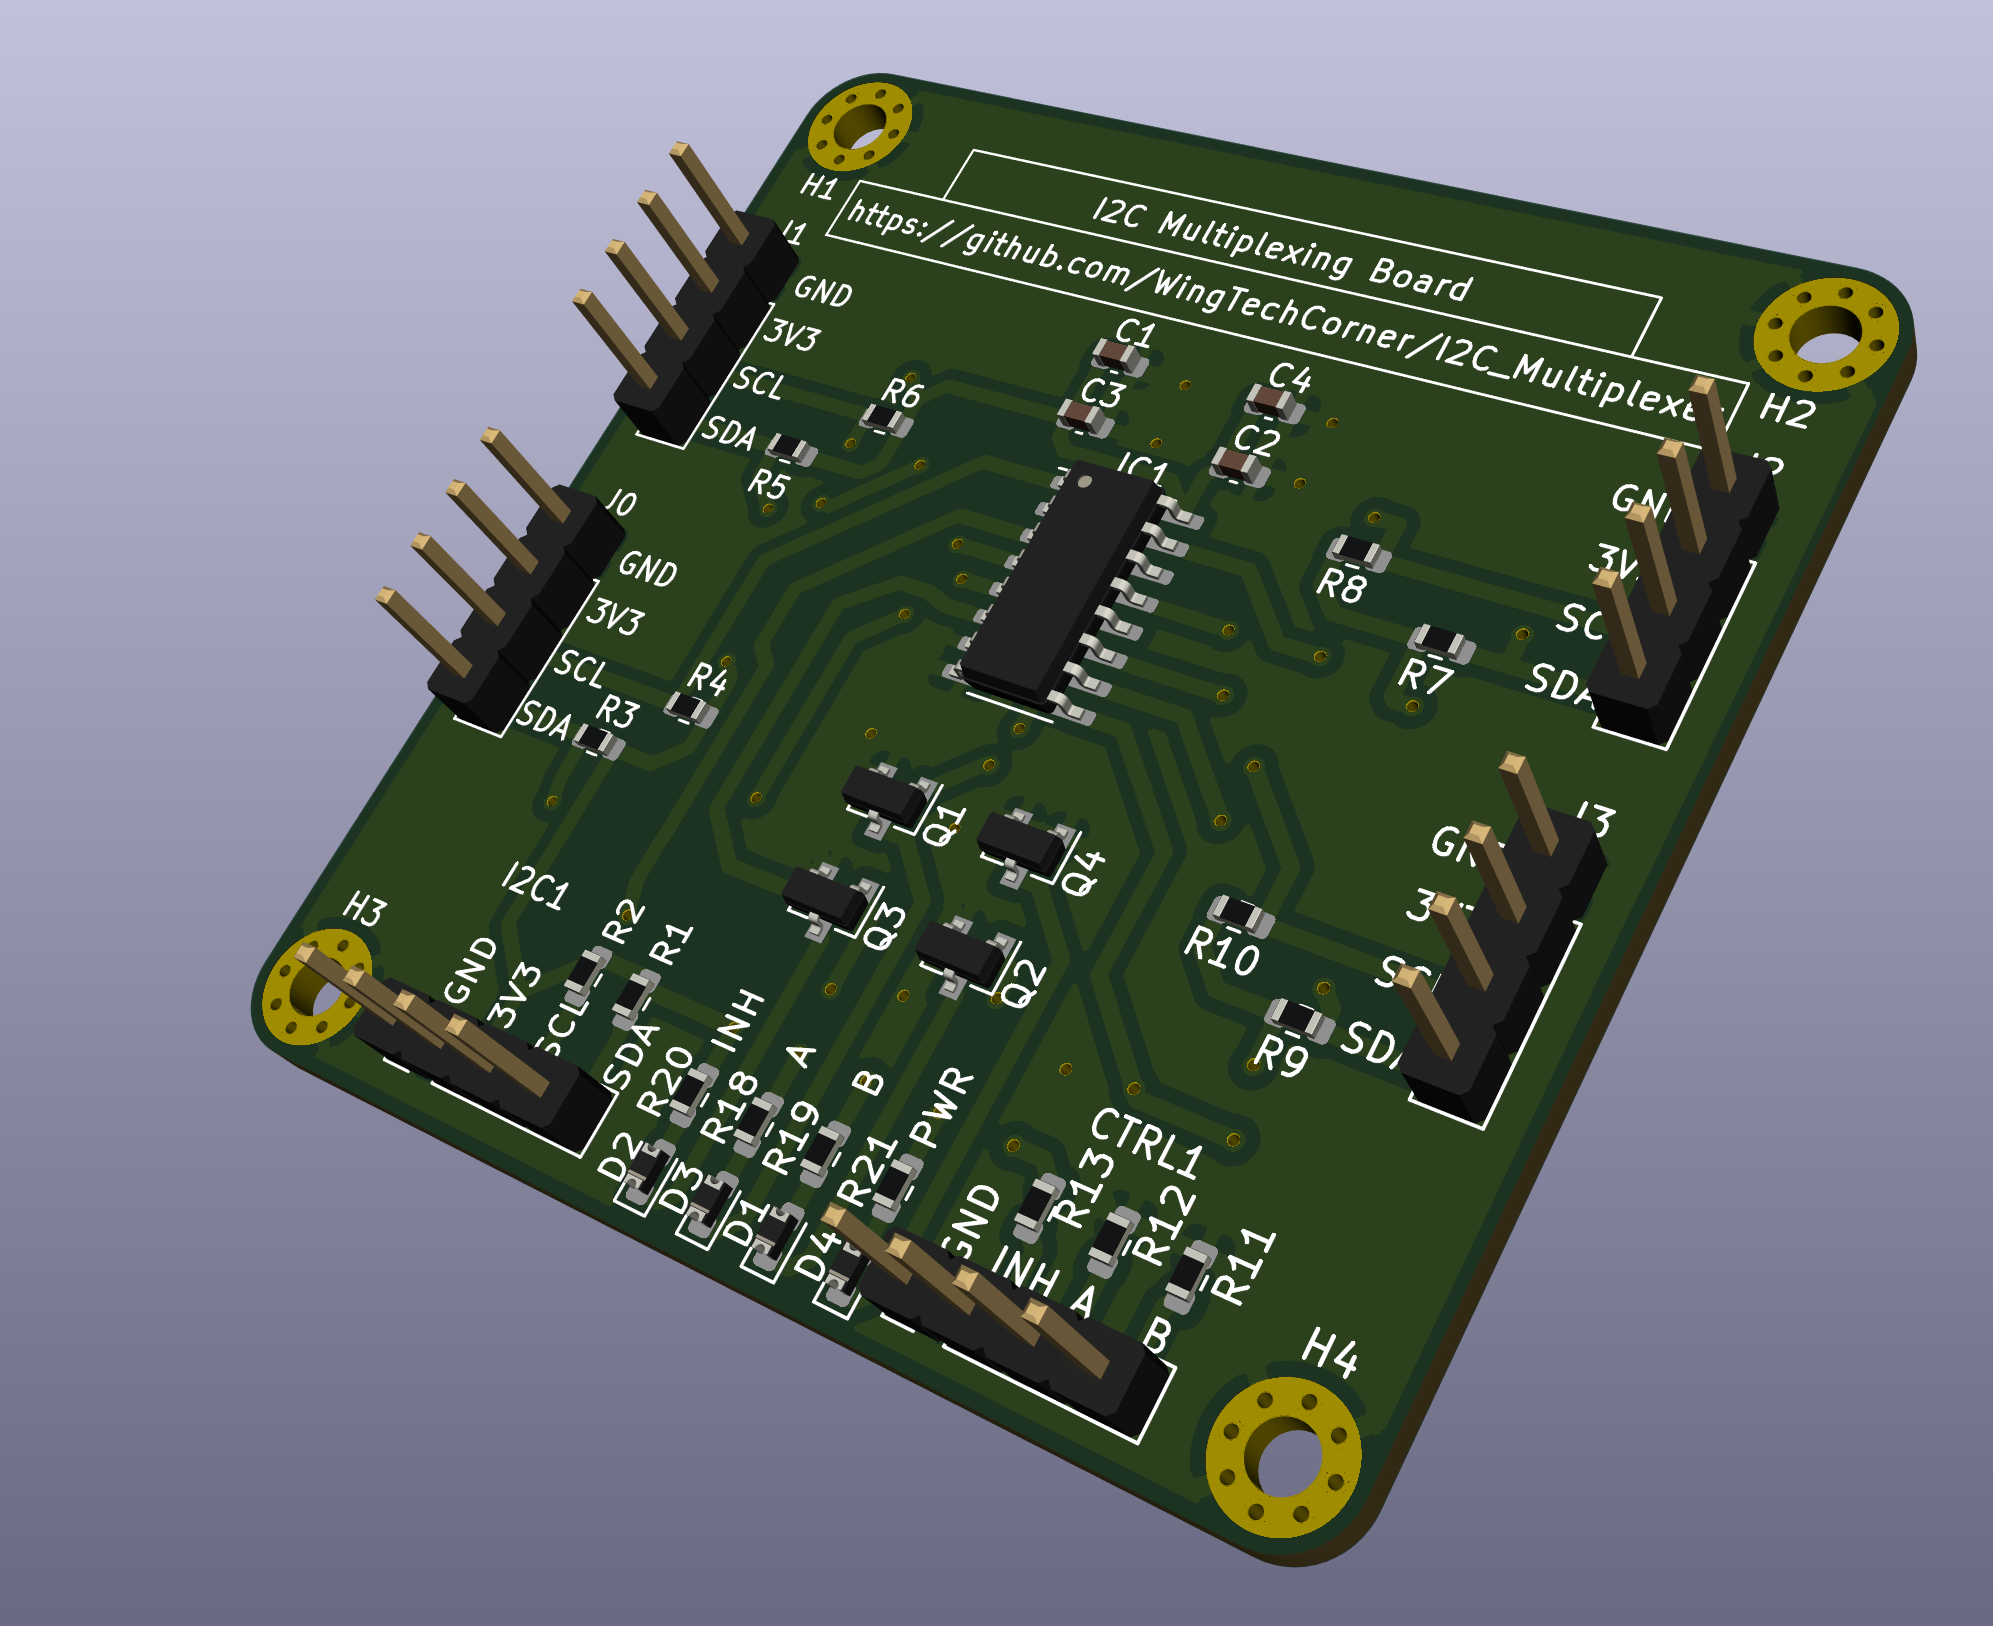 H1
I2C Multiplexing Board
https://github.com/WingTechCorner/I2C_Multiplexer
H2
J1
GND
3V3
SCL
SDA
R6
R5
C1
C3
C4
C2
IC1
J2
3V
SDA
R8
R7
J0
GND
3V3
SCL
SDA
R4
R3
Q1
Q4
Q3
Q2
J3
SDA
R10
R9
H3
I2C1
GND
3V3
SCL
SDA
R2
R1
INH
A
B
PWR
R20
R18
R19
R21
D2
D3
D1
D4
CTRL1
GND
INH
A
B
R13
R12
R11
H4